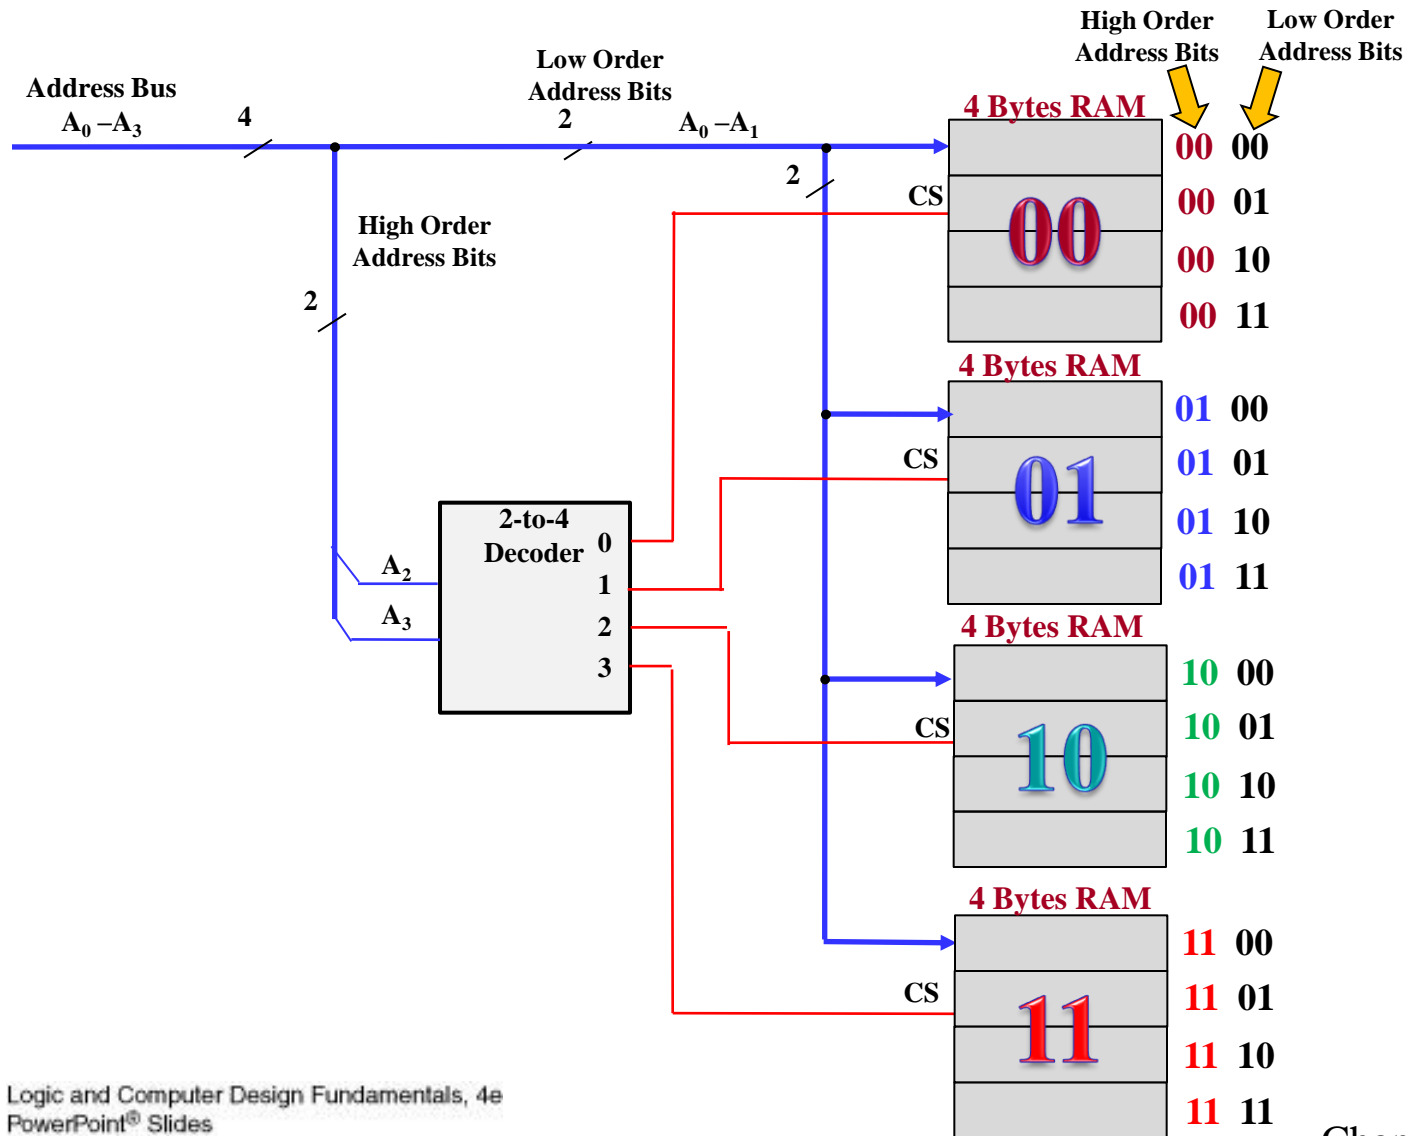 High Order
Address Bits
Low Order
Address Bits
Low Order
Address Bits
Address Bus
A0 –A3
4
2
A0 –A1
4 Bytes RAM
00 00
2
CS
00
00 01
00 10
00 11
High Order
Address Bits
2
4 Bytes RAM
01 00
CS
01
01 01
01 10
01 11
2-to-4
Decoder
0
1
2
3
A2
A3
4 Bytes RAM
10 00
CS
10
10 01
10 10
10 11
4 Bytes RAM
11 00
CS
11
11 01
11 10
11 11
Logic and Computer Design Fundamentals, 4e
PowerPoint® Slides